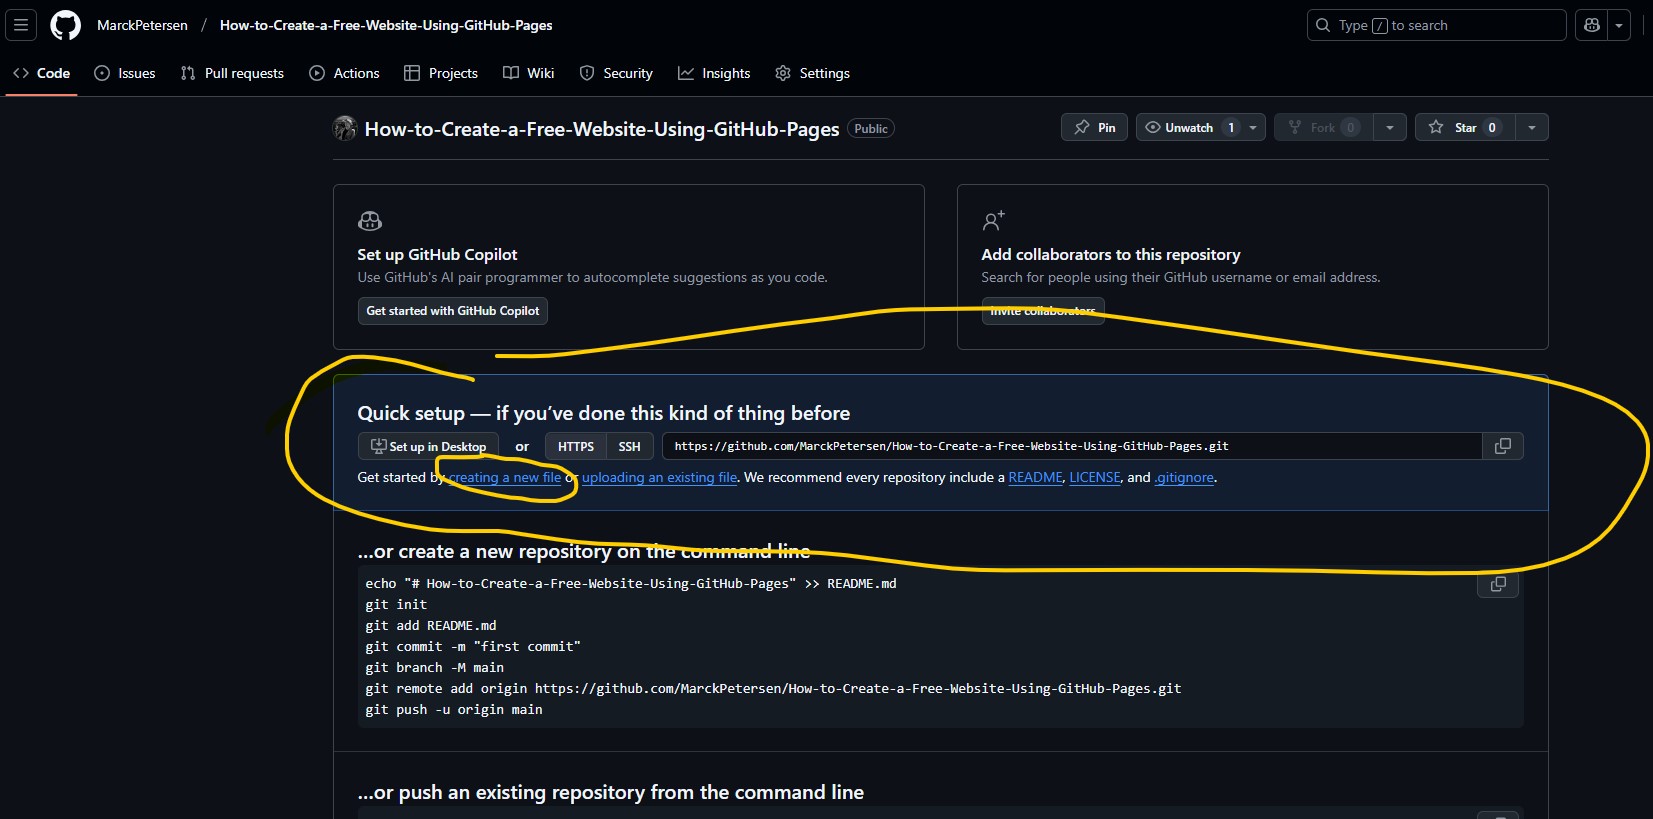 MarckPetersen / How-to-Create-a-Free-Website-Using-GitHub-Pages
Type / to search
Code Issues Pull requests Actions Projects Wiki Security Insights Settings
How-to-Create-a-Free-Website-Using-GitHub-Pages Public
Pin Unwatch 1 Fork 0 Star 0
Set up GitHub Copilot
Use GitHub's AI pair programmer to autocomplete suggestions as you code.
Get started with GitHub Copilot
Add collaborators to this repository
Search for people using their GitHub username or email address.
Invite collaborators
Quick setup — if you’ve done this kind of thing before
Set up in Desktop or HTTPS SSH https://github.com/MarckPetersen/How-to-Create-a-Free-Website-Using-GitHub-Pages.git
Get started by creating a new file or uploading an existing file. We recommend every repository include a README, LICENSE, and .gitignore.
…or create a new repository on the command line
echo "# How-to-Create-a-Free-Website-Using-GitHub-Pages" >> README.md
git init
git add README.md
git commit -m "first commit"
git branch -M main
git remote add origin https://github.com/MarckPetersen/How-to-Create-a-Free-Website-Using-GitHub-Pages.git
git push -u origin main
…or push an existing repository from the command line